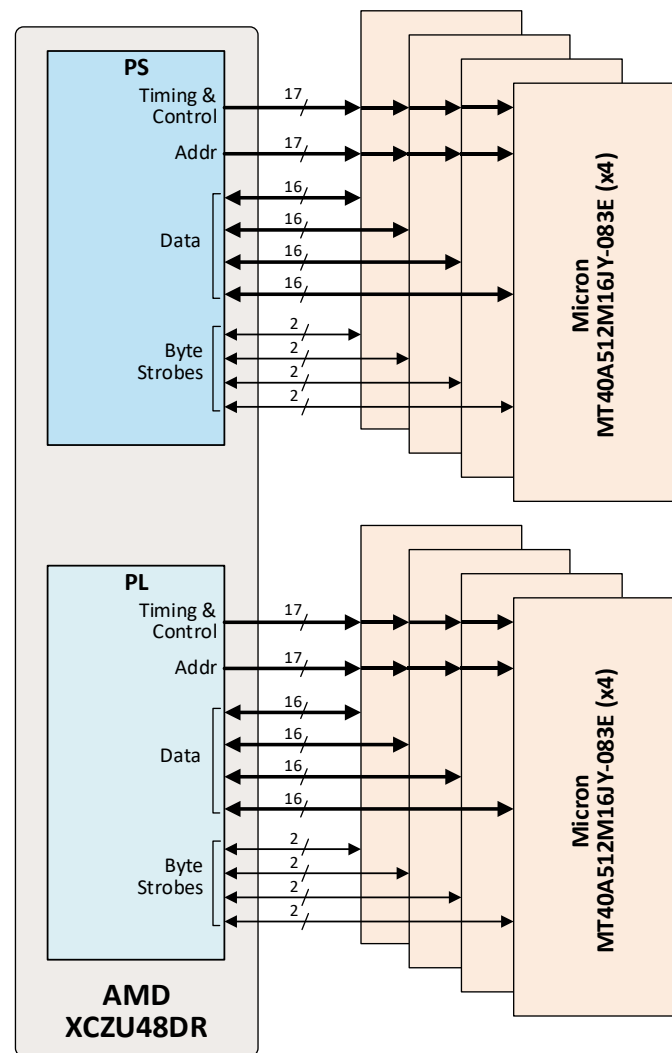 PS
Timing &
Control
17
Addr
17
Data
16
16
16
16
Byte
Strobes
2
2
2
2
Micron
MT40A512M16JY-083E (x4)
PL
Timing &
Control
17
Addr
17
Data
16
16
16
16
Byte
Strobes
2
2
2
2
Micron
MT40A512M16JY-083E (x4)
AMD
XCZU48DR